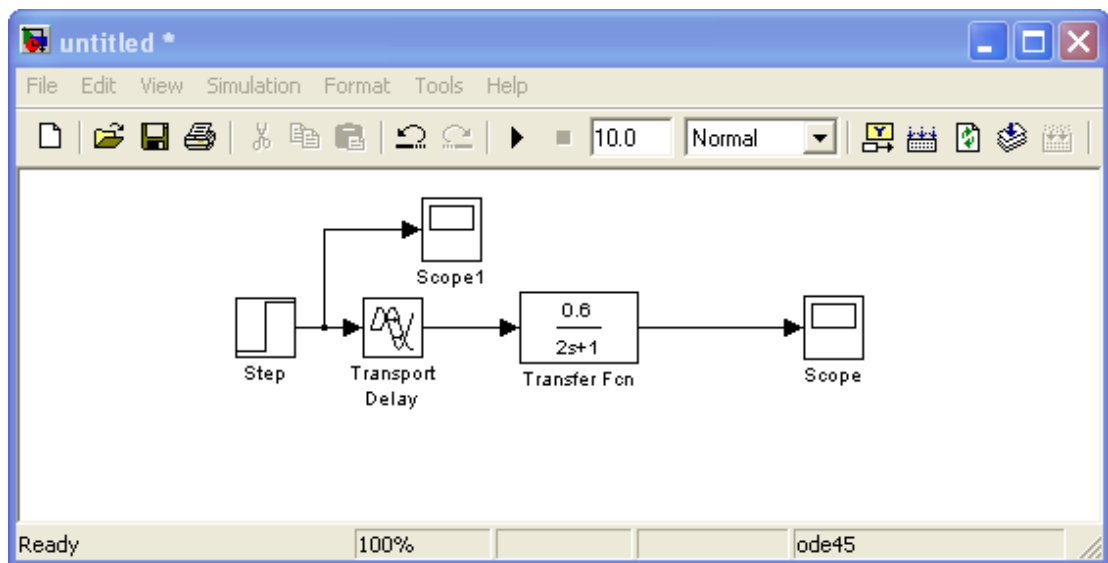 untitled *
File Edit View Simulation Format Tools Help
10.0 Normal
Scope1
0.6
2s+1
Step
Transport
Delay
Transfer Fcn
Scope
Ready 100% ode45